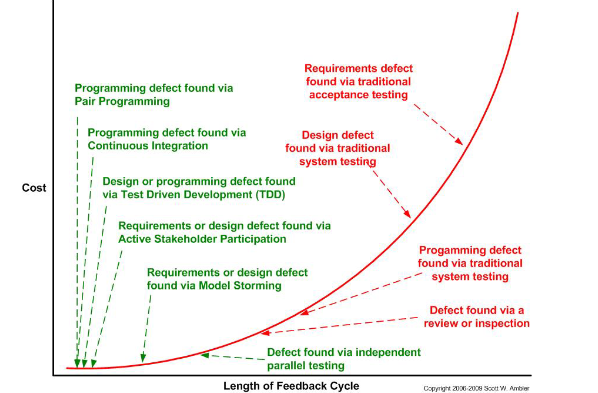 Requirements defect
found via traditional
acceptance testing
Programming defect found via
Pair Programming
Programming defect found via
Continuous Integration
Design defect
found via traditional
system testing
Design or programming defect found
via Test Driven Development (TDD)
Cost
Requirements or design defect found via
Active Stakeholder Participation
Progamming defect
found via traditional
system testing
Requirements or design defect
found via Model Storming
Defect found via a
review or inspection
Defect found via independent
parallel testing
Length of Feedback Cycle
Copyright 2006-2009 Scott W. Ambler